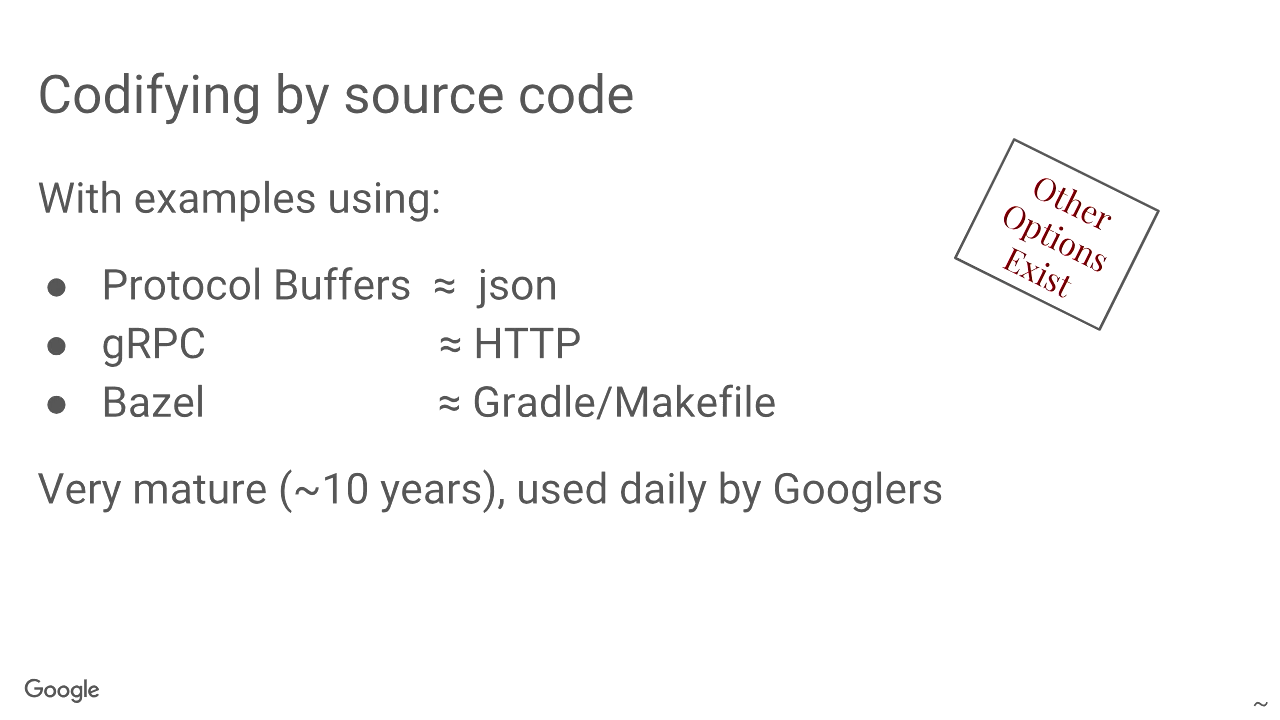 Codifying by source code
With examples using:
Other
Options
Exist
● Protocol Buffers ≈ json
● gRPC ≈ HTTP
● Bazel ≈ Gradle/Makefile
Very mature (~10 years), used daily by Googlers
Google
~